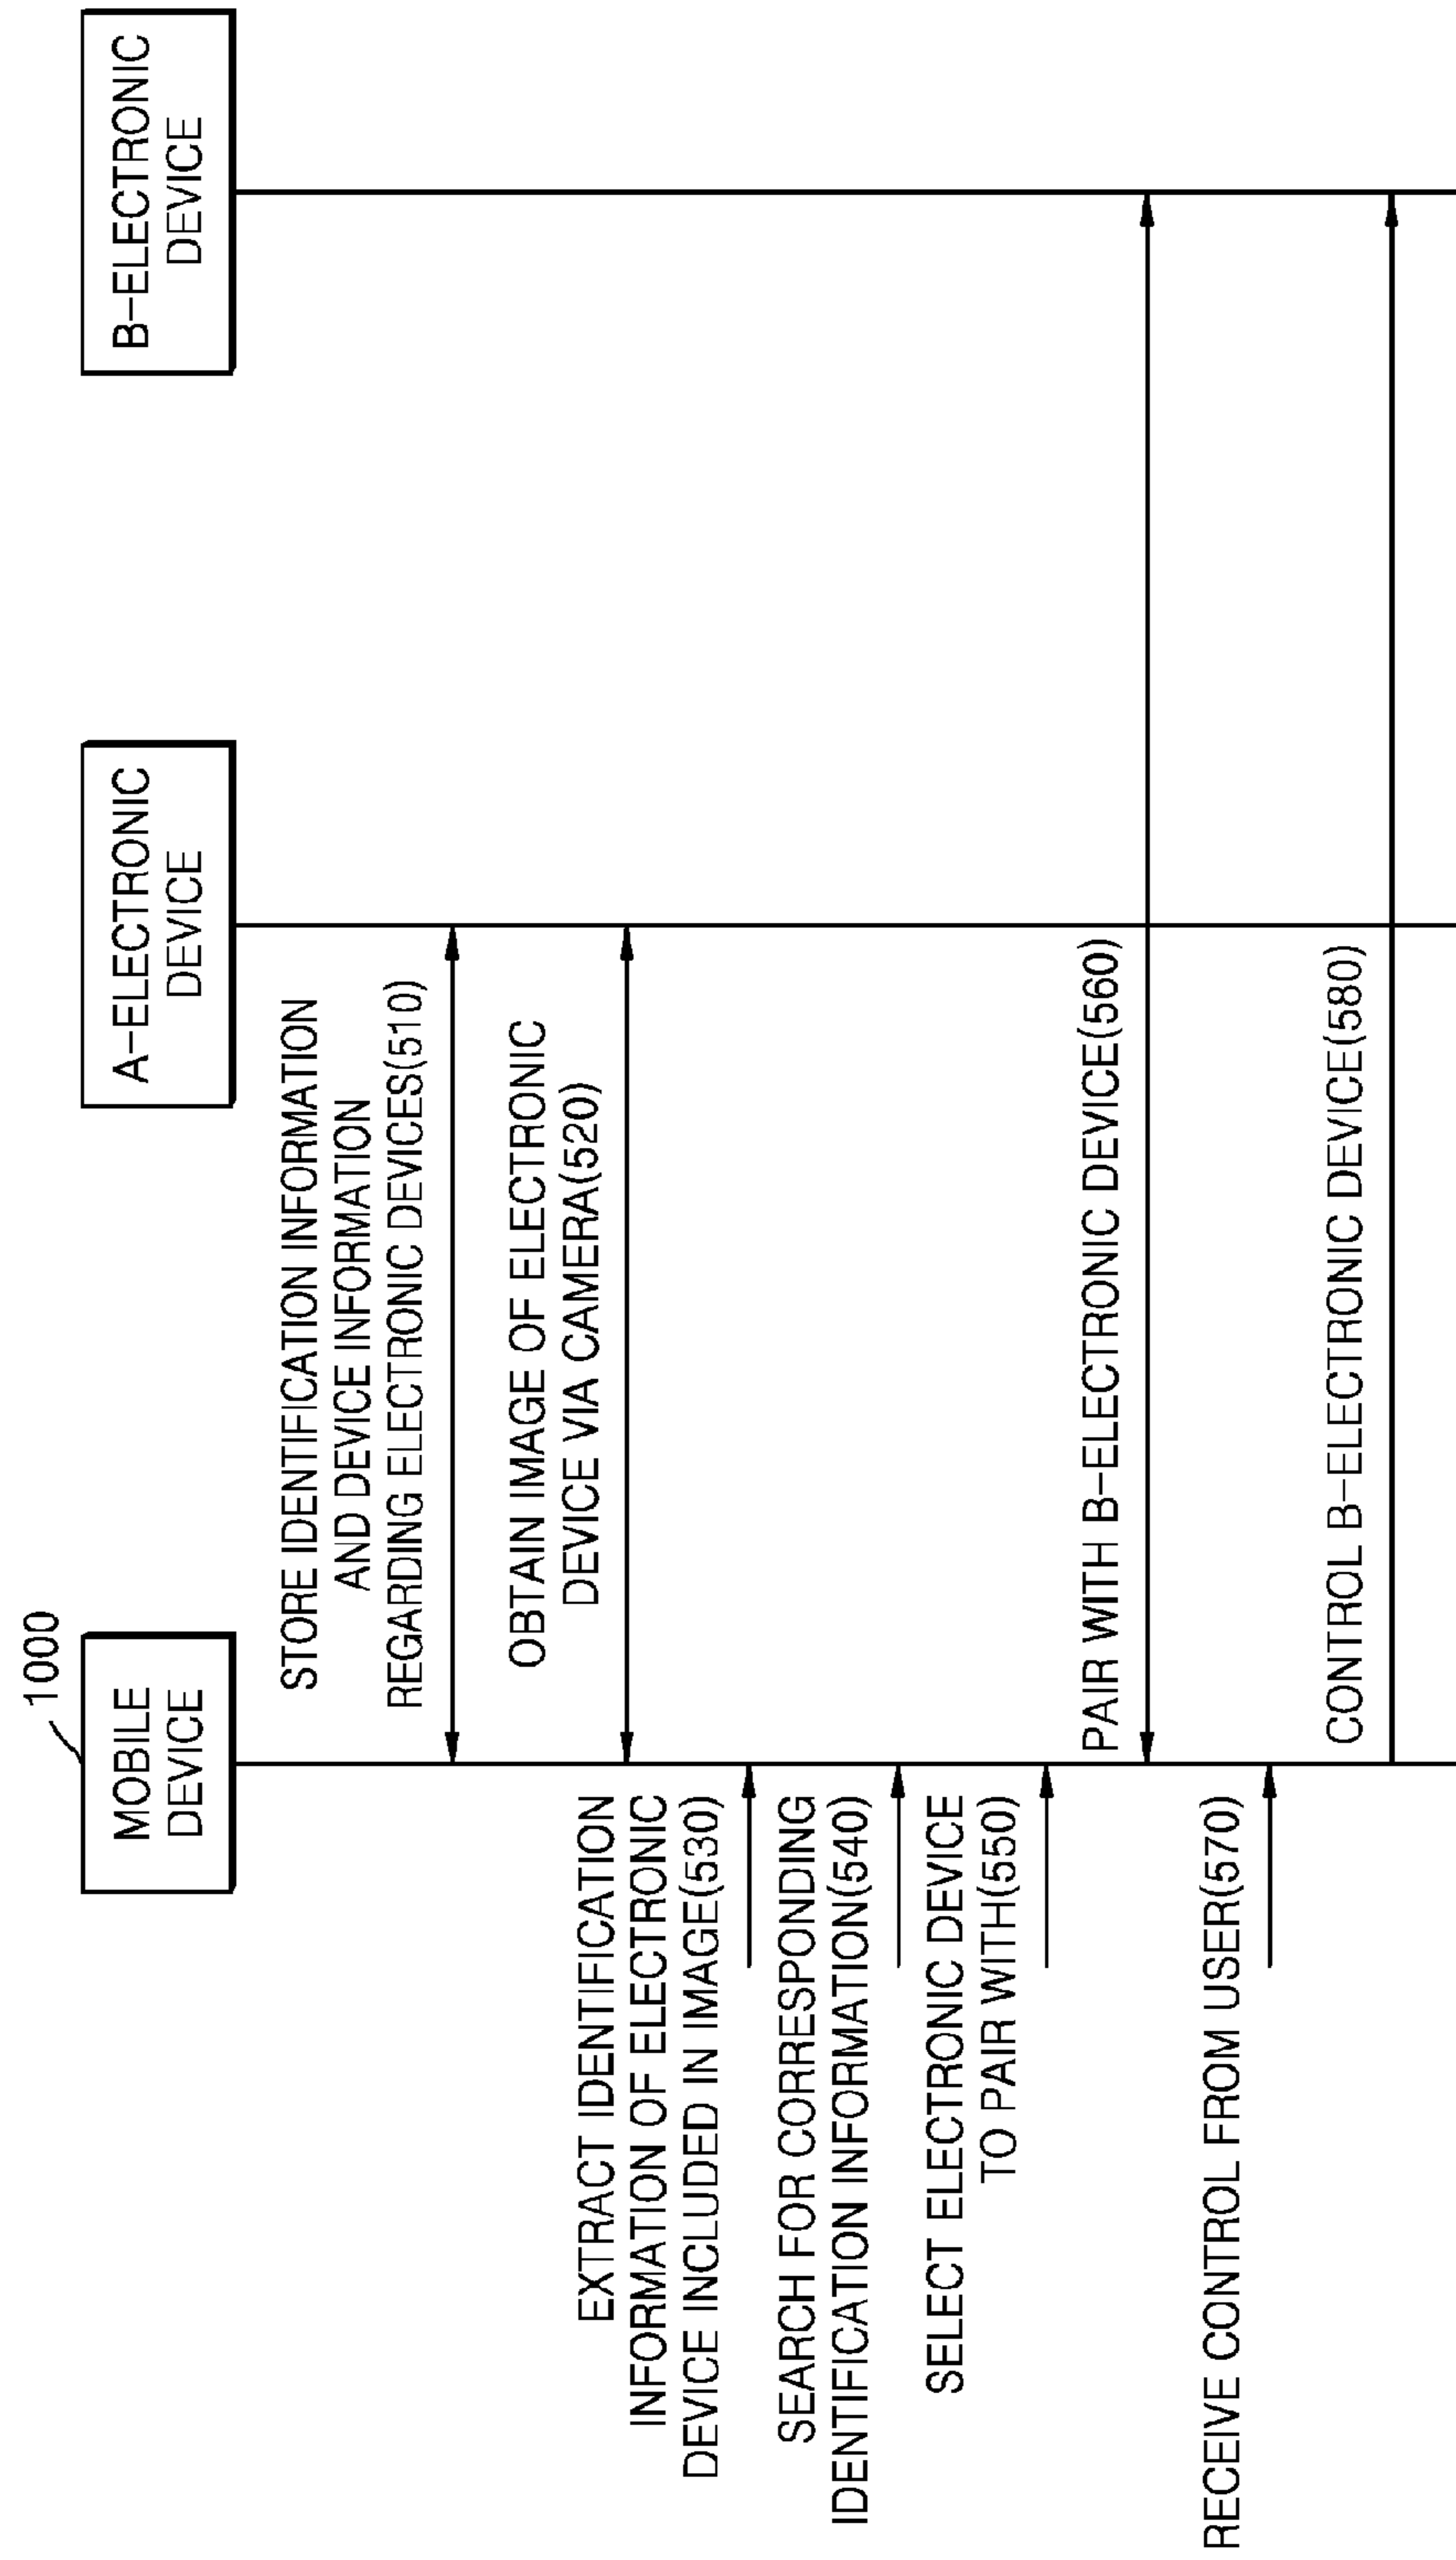 1000
MOBILE
DEVICE
A-ELECTRONIC
DEVICE
B-ELECTRONIC
DEVICE
STORE IDENTIFICATION INFORMATION
AND DEVICE INFORMATION
REGARDING ELECTRONIC DEVICES(510)
OBTAIN IMAGE OF ELECTRONIC
DEVICE VIA CAMERA(520)
EXTRACT IDENTIFICATION
INFORMATION OF ELECTRONIC
DEVICE INCLUDED IN IMAGE(530)
SEARCH FOR CORRESPONDING
IDENTIFICATION INFORMATION(540)
SELECT ELECTRONIC DEVICE
TO PAIR WITH(550)
PAIR WITH B-ELECTRONIC DEVICE(560)
RECEIVE CONTROL FROM USER(570)
CONTROL B-ELECTRONIC DEVICE(580)